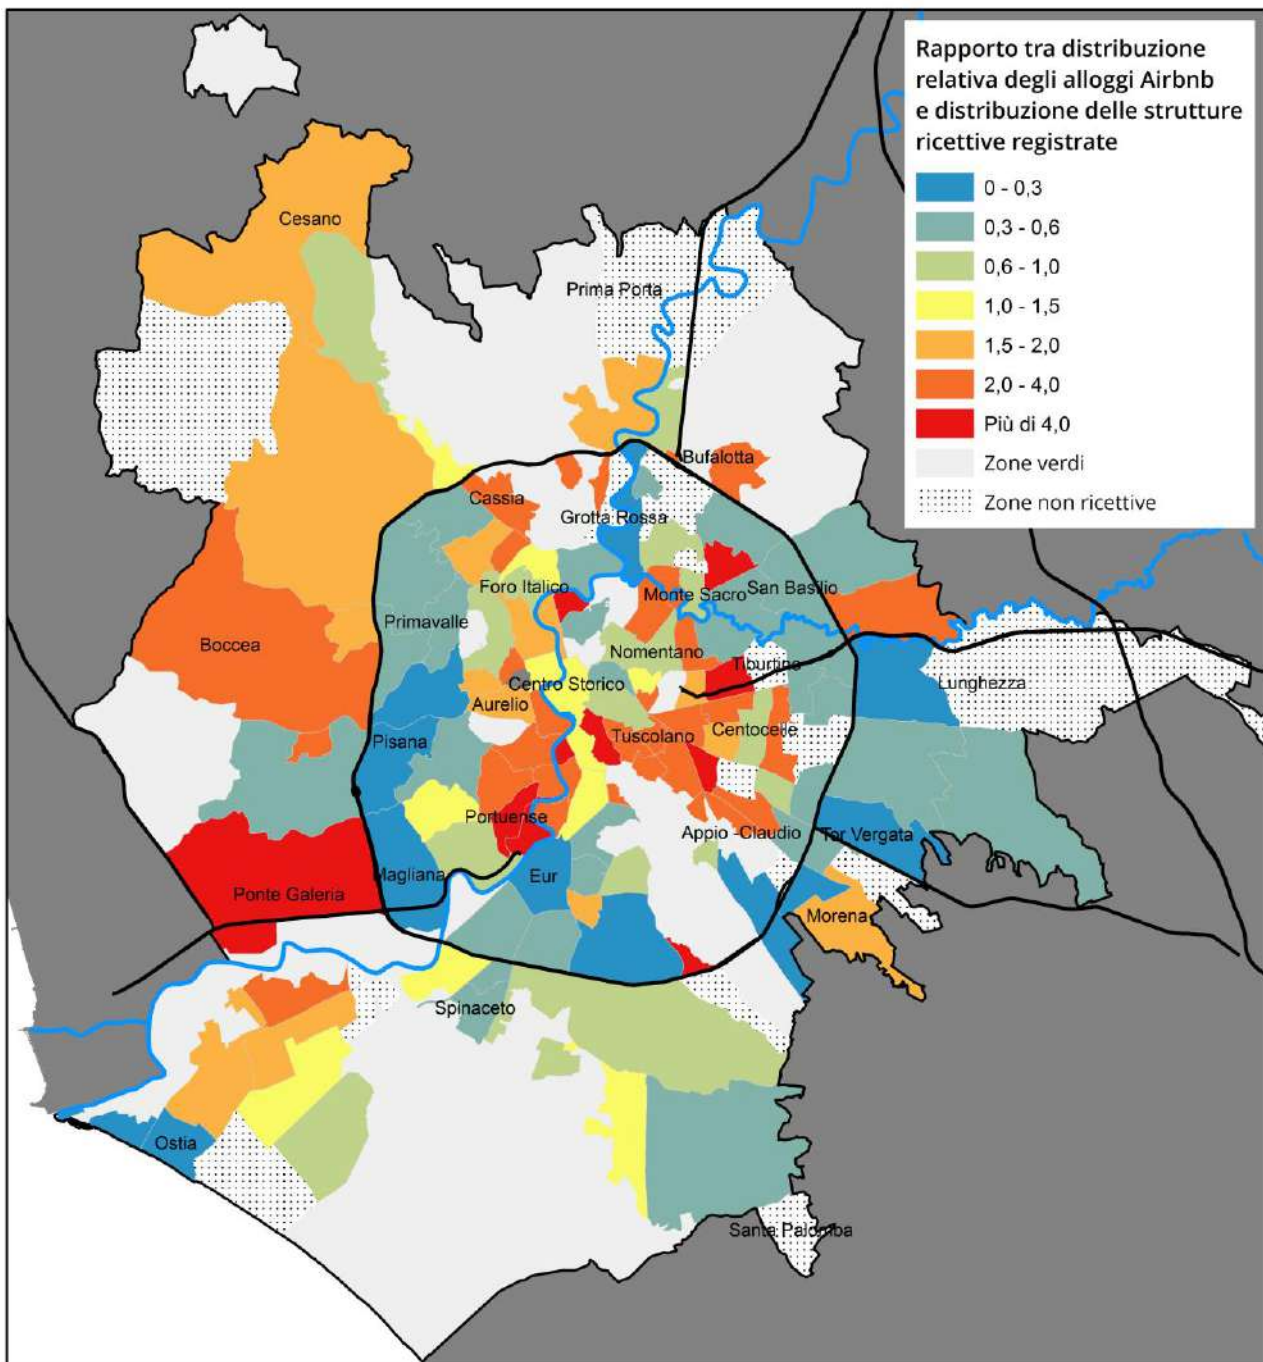 Rapporto tra distribuzione
relativa degli alloggi Airbnb
e distribuzione delle strutture
ricettive registrate
0 - 0,3
0,3 - 0,6
0,6 - 1,0
1,0 - 1,5
1,5 - 2,0
2,0 - 4,0
Più di 4,0
Zone verdi
Zone non ricettive
Cesano
Prima Porta
Bufalotta
Cassia
Grotta Rossa
Foro Italico
Monte Sacro
San Basilio
Primavalle
Boccea
Nomentano
Tiburtino
Centro Storico
Lunghezza
Aurelio
Pisana
Tuscolano
Centocelle
Portuense
Appio -Claudio
Tor Vergata
Magliana
Eur
Ponte Galeria
Morena
Spinaceto
Ostia
Santa Palomba